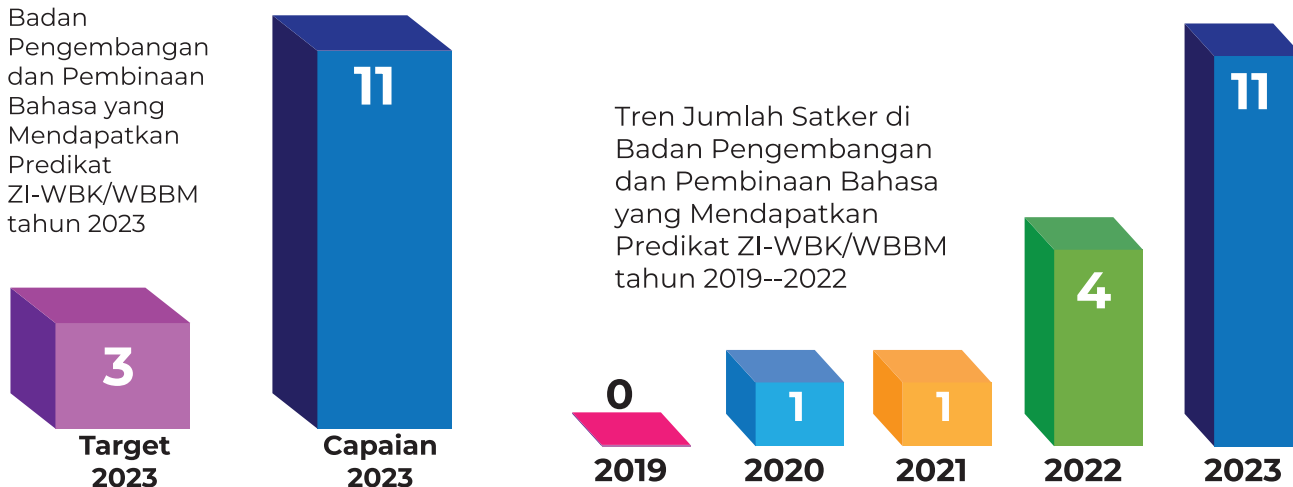 Badan
Pengembangan
dan Pembinaan
Bahasa yang
Mendapatkan
Predikat
ZI-WBK/WBBM
tahun 2023
3
11
Target
2023
Capaian
2023
Tren Jumlah Satker di
Badan Pengembangan
dan Pembinaan Bahasa
yang Mendapatkan
Predikat ZI-WBK/WBBM
tahun 2019--2022
0
1
1
4
11
2019
2020
2021
2022
2023